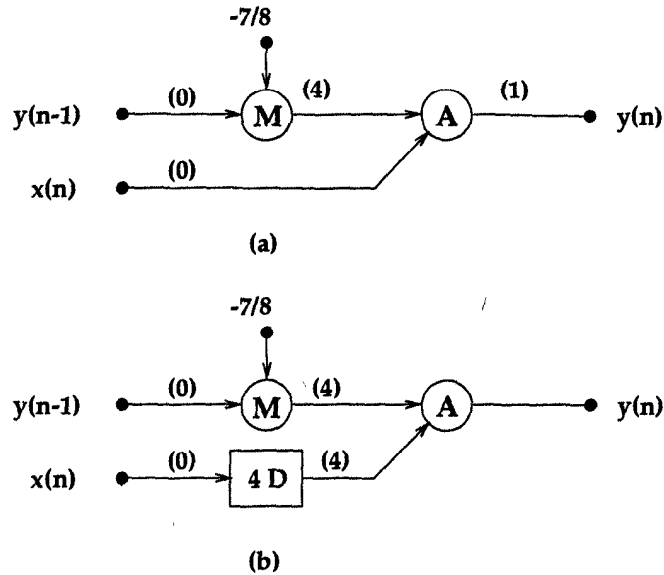 -7/8
(0) (4) (1)
y(n-1) M A y(n)
(0)
x(n)
(a)
-7/8
(0) (4)
y(n-1) M A y(n)
(0) (4)
x(n) 4 D
(b)